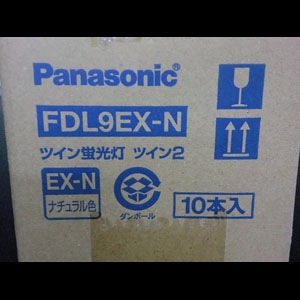 Panasonic®
FDL9EX-N
ツイン蛍光灯 ツイン2
EX-N
ナチュラル色
ダンボール
10本入